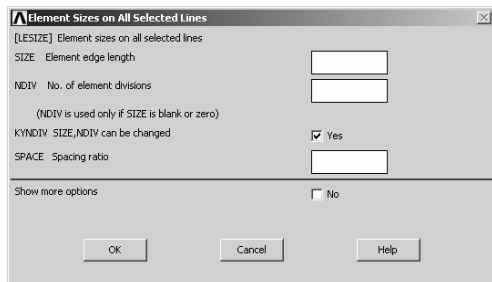 Element Sizes on All Selected Lines
[LESIZE] Element sizes on all selected lines
SIZE Element edge length
NDIV No. of element divisions
(NDIV is used only if SIZE is blank or zero)
KYNDIV SIZE,NDIV can be changed Yes
SPACE Spacing ratio
Show more options No
OK Cancel Help